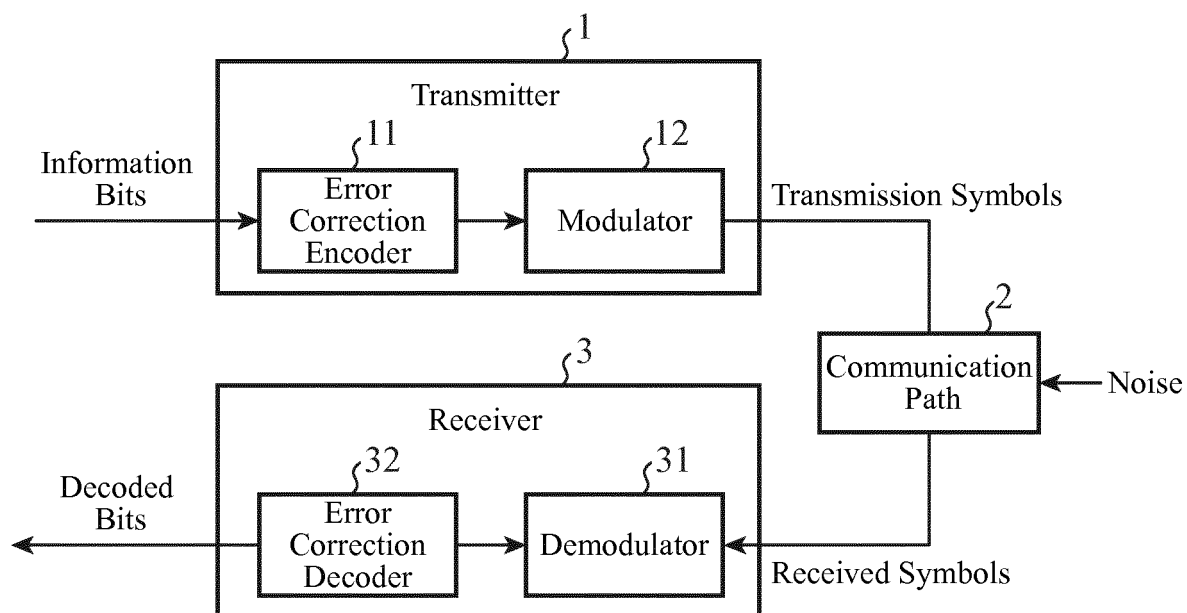 1
Transmitter
11
12
Information
Bits
Error
Correction
Encoder
Modulator
Transmission Symbols
2
Communication
Path
Noise
3
Receiver
32
31
Decoded
Bits
Error
Correction
Decoder
Demodulator
Received Symbols